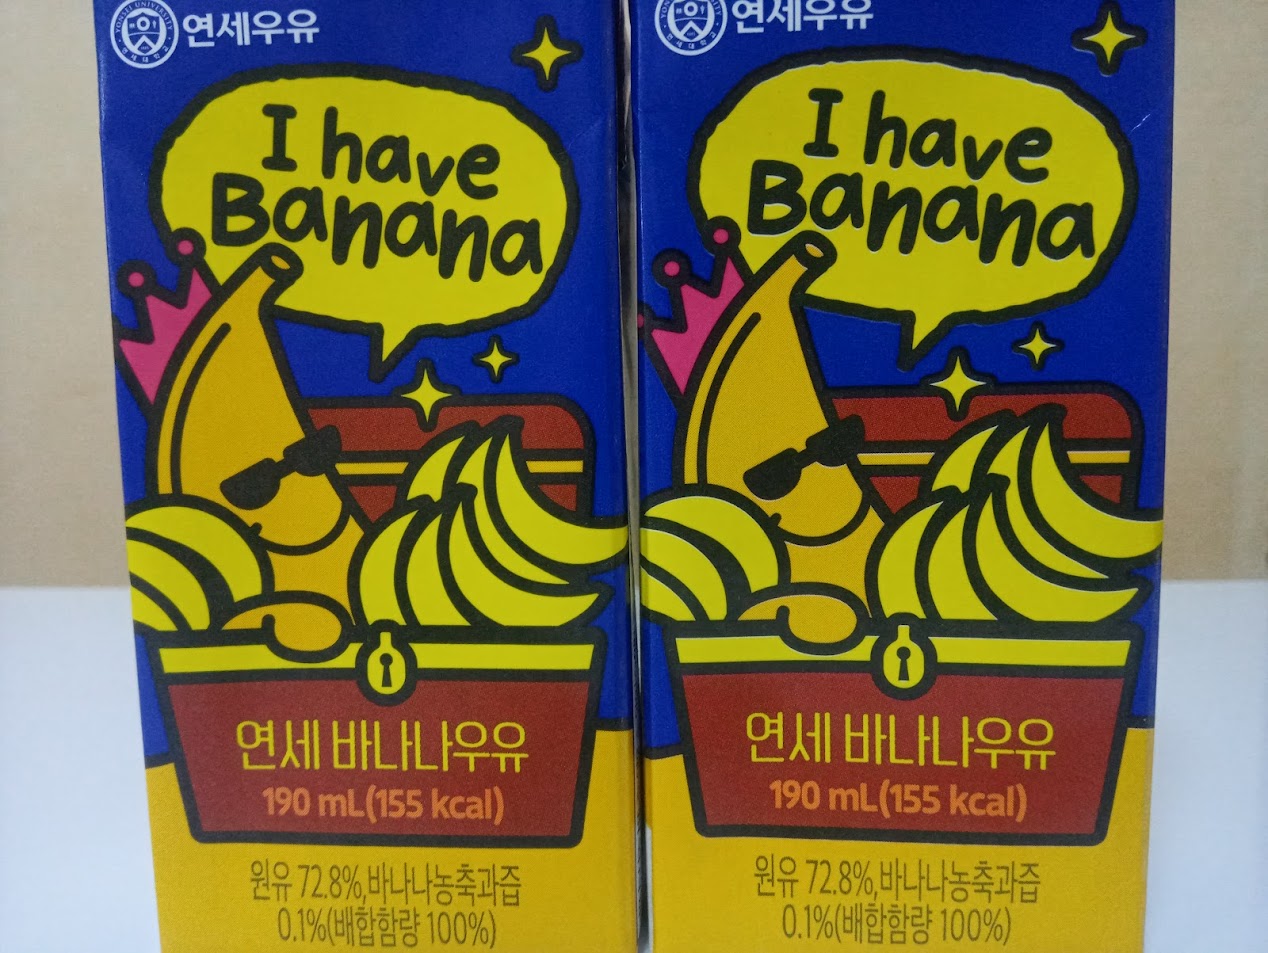 연세우유
I have
Banana
연세 바나나우유
190 mL(155 kcal)
원유 72.8%,바나나농축과즙
0.1%(배합함량 100%)
연세우유
I have
Banana
연세 바나나우유
190 mL(155 kcal)
원유 72.8%,바나나농축과즙
0.1%(배합함량 100%)